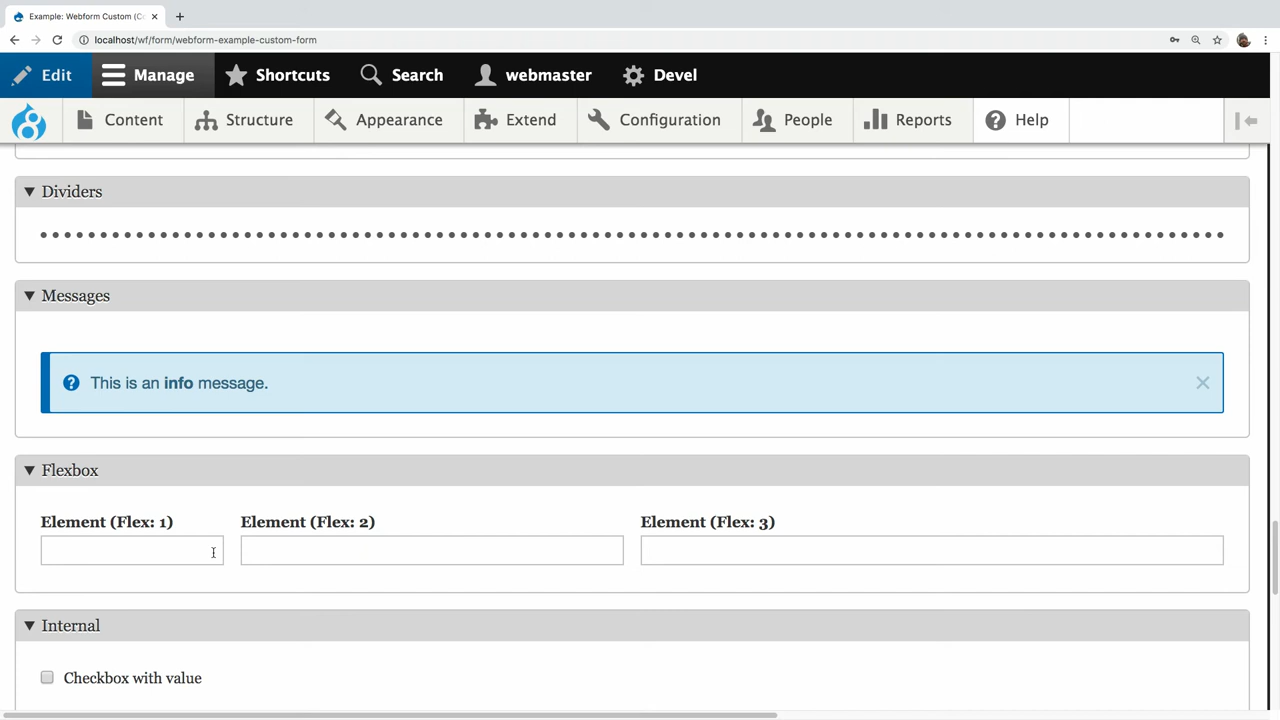 Example: Webform Custom (C
localhost/wf/form/webform-example-custom-form
Edit Manage Shortcuts Search webmaster Devel
Content Structure Appearance Extend Configuration People Reports Help
Dividers
Messages
This is an info message.
Flexbox
Element (Flex: 1) Element (Flex: 2) Element (Flex: 3)
Internal
Checkbox with value